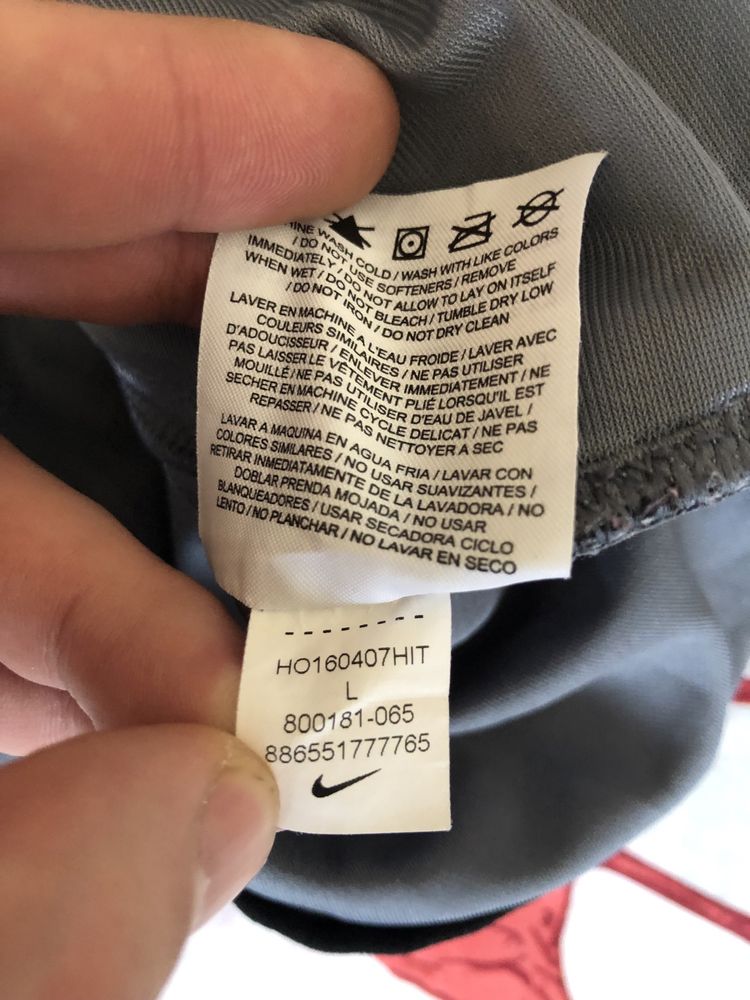 WASH COLD / WASH WITH LIKE COLORS
/ DO NOT USE SOFTENERS / REMOVE
IMMEDIATELY / DO NOT ALLOW TO LAY ON ITSELF
WHEN WET / DO NOT BLEACH / TUMBLE DRY LOW
/ DO NOT IRON / DO NOT DRY CLEAN
LAVER EN MACHINE A L'EAU FROIDE / LAVER AVEC
COULEURS SIMILAIRES / NE PAS UTILISER
D'ADOUCISSEUR / ENLEVER IMMEDIATEMENT / NE
PAS LAISSER LE VÊTEMENT PLIÉ LORSQU'IL EST
MOUILLÉ / NE PAS UTILISER D'EAU DE JAVEL /
SECHER EN MACHINE CYCLE DELICAT / NE PAS
REPASSER / NE PAS NETTOYER A SEC
LAVAR A MAQUINA EN AGUA FRIA / LAVAR CON
COLORES SIMILARES / NO USAR SUAVIZANTES /
RETIRAR INMEDIATAMENTE DE LA LAVADORA / NO
DOBLAR PRENDA MOJADA / NO USAR
BLANQUEADORES / USAR SECADORA CICLO
LENTO / NO PLANCHAR / NO LAVAR EN SECO
HO160407HIT
L
800181-065
886551777765